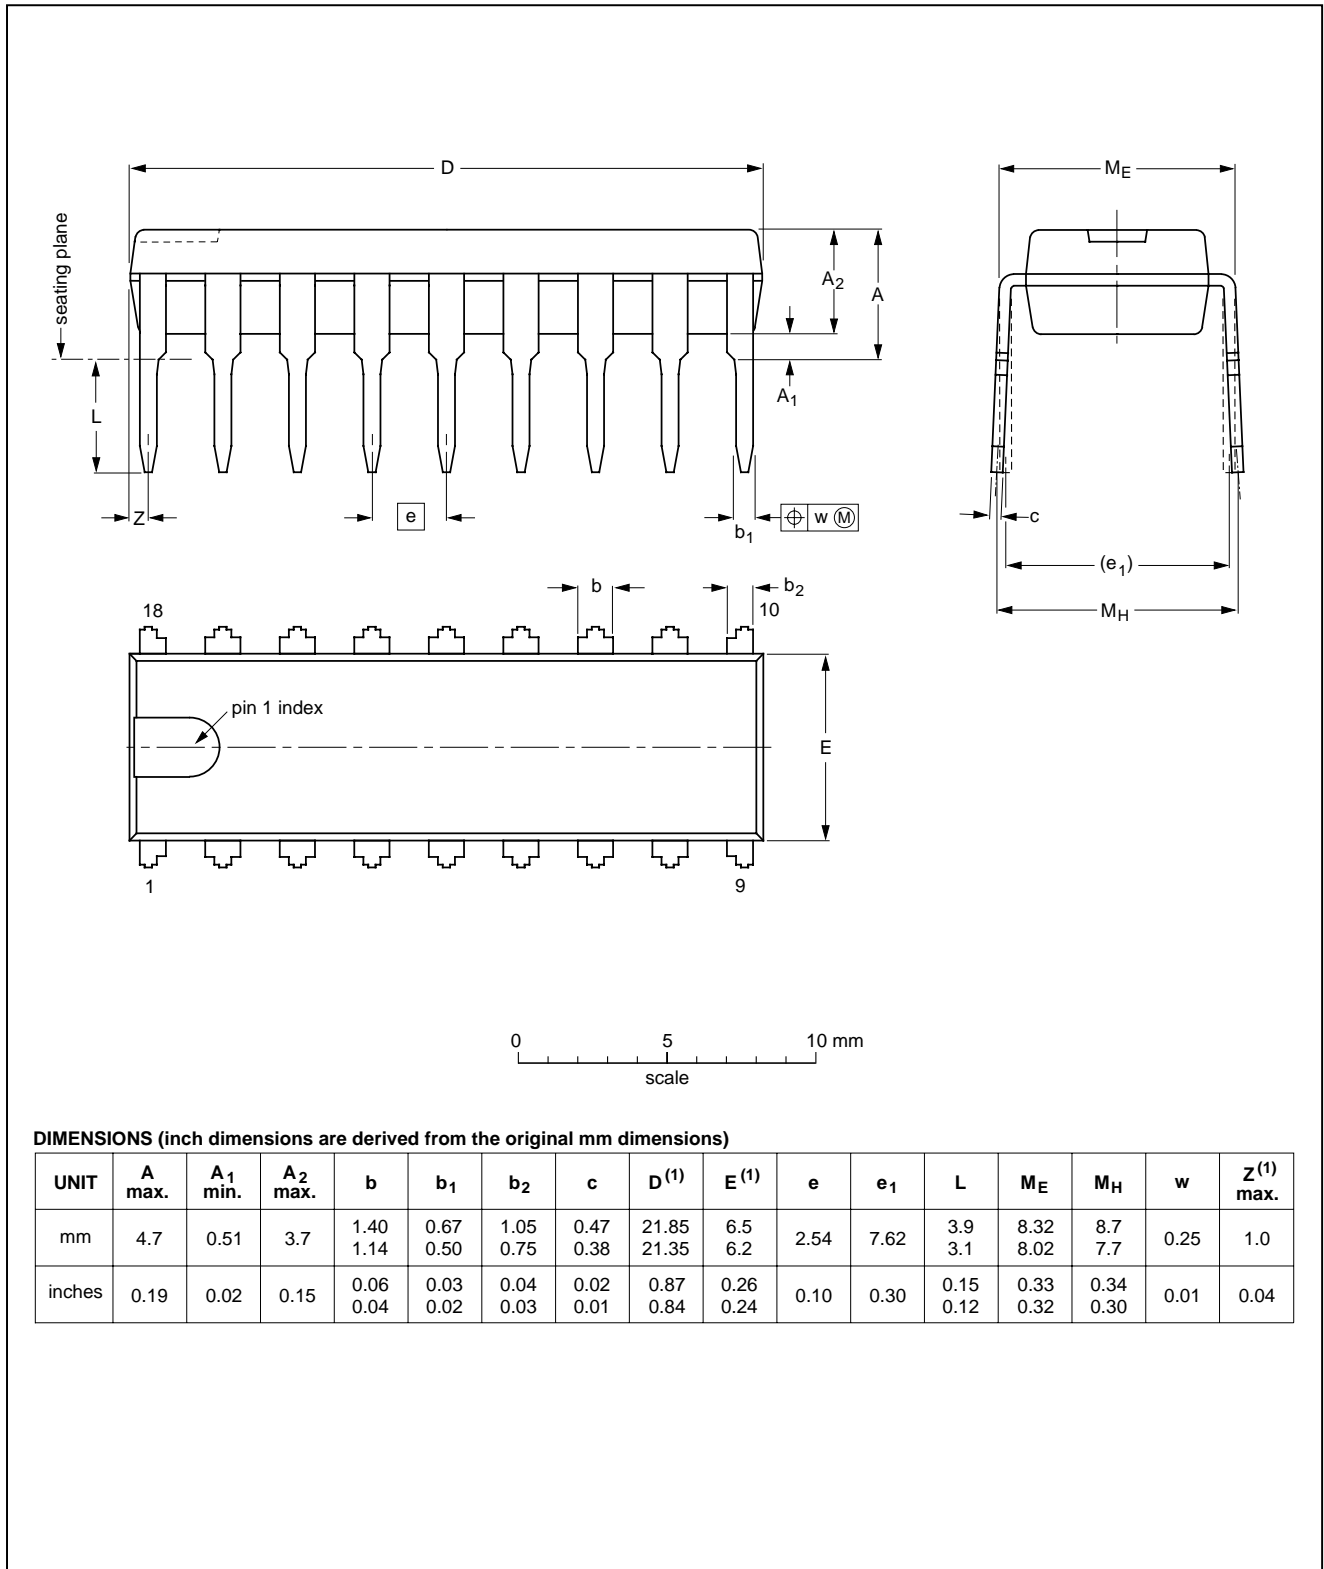 D
M_E
seating plane
A_2
A
A_1
L
Z
e
b_1
w M
c
(e_1)
M_H
b
b_2
18
10
pin 1 index
E
1
9
0 5 10 mm
scale
DIMENSIONS (inch dimensions are derived from the original mm dimensions)
UNIT A max. A1 min. A2 max. b b1 b2 c D(1) E(1) e e1 L ME MH w Z(1) max.
mm 4.7 0.51 3.7 1.40 1.14 0.67 0.50 1.05 0.75 0.47 0.38 21.85 21.35 6.5 6.2 2.54 7.62 3.9 3.1 8.32 8.02 8.7 7.7 0.25 1.0
inches 0.19 0.02 0.15 0.06 0.04 0.03 0.02 0.04 0.03 0.02 0.01 0.87 0.84 0.26 0.24 0.10 0.30 0.15 0.12 0.33 0.32 0.34 0.30 0.01 0.04